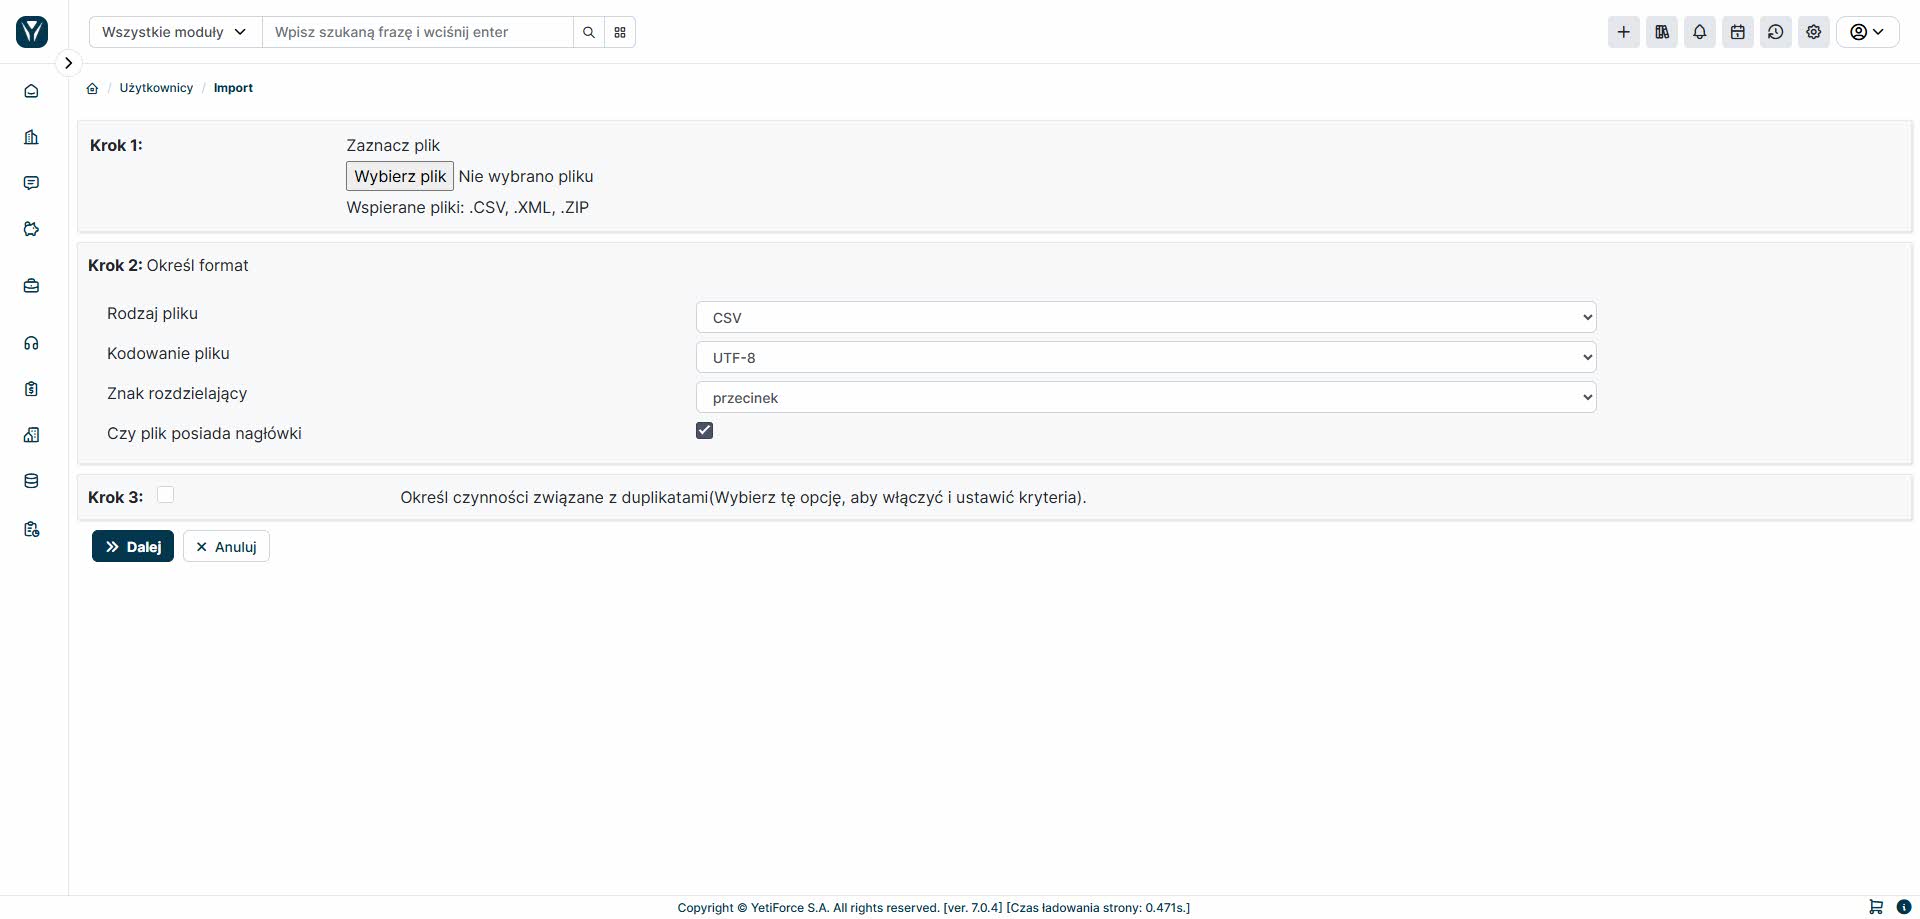 Wszystkie moduły
Wpisz szukaną frazę i wciśnij enter
/ Użytkownicy / Import
Krok 1:
Zaznacz plik
Wybierz plik Nie wybrano pliku
Wspierane pliki: .CSV, .XML, .ZIP
Krok 2: Określ format
Rodzaj pliku
CSV
Kodowanie pliku
UTF-8
Znak rozdzielający
przecinek
Czy plik posiada nagłówki
Krok 3:
Określ czynności związane z duplikatami(Wybierz tę opcję, aby włączyć i ustawić kryteria).
Dalej
Anuluj
Copyright © YetiForce S.A. All rights reserved. [ver. 7.0.4] [Czas ładowania strony: 0.471s.]